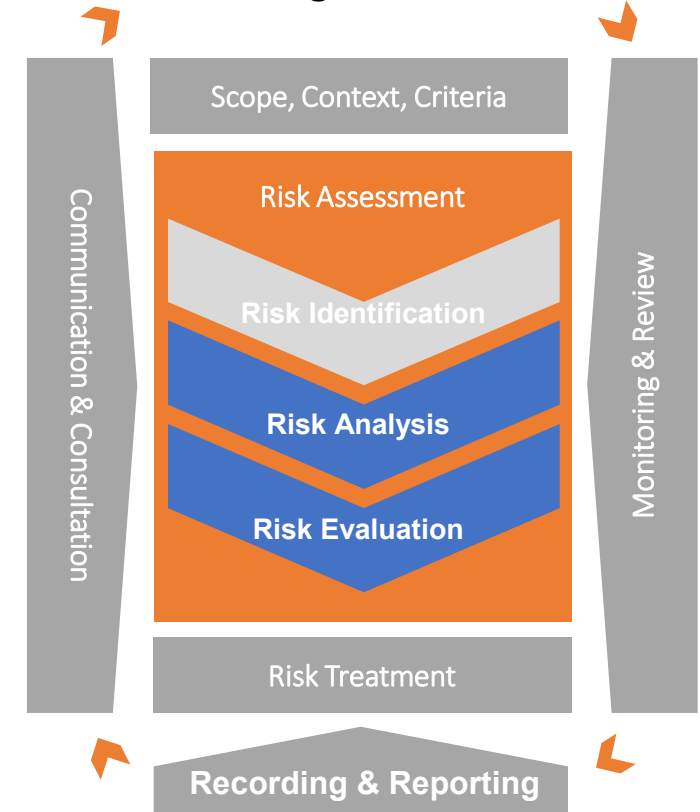 Scope, Context, Criteria
Communication & Consultation
Risk Assessment
Risk Identification
Risk Analysis
Risk Evaluation
Monitoring & Review
Risk Treatment
Recording & Reporting